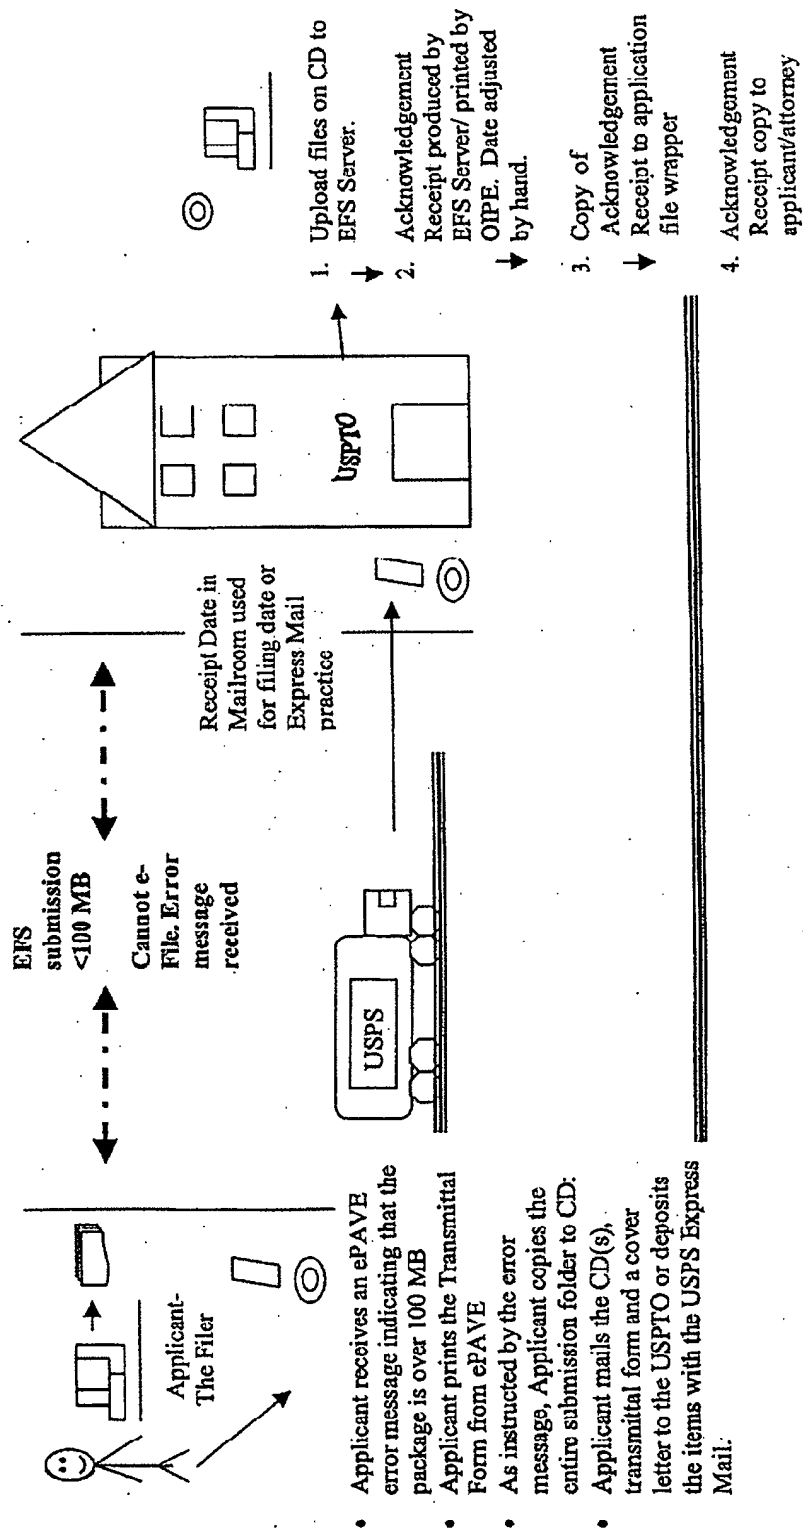 EFS
submission
<100 MB
Cannot e-
File. Error
message
received
Applicant-
The Filer
• Applicant receives an ePAVE
error message indicating that the
package is over 100 MB
• Applicant prints the Transmittal
Form from ePAVE
• As instructed by the error
message, Applicant copies the
entire submission folder to CD:
• Applicant mails the CD(s),
transmittal form and a cover
letter to the USPTO or deposits
the items with the USPS Express
Mail.
USPS
Receipt Date in
Mailroom used
for filing date or
Express Mail
practice
USPTO
1. Upload files on CD to
EFS Server.
2. Acknowledgement
Receipt produced by
EFS Server/ printed by
OIPE. Date adjusted
by hand.
3. Copy of
Acknowledgement
Receipt to application
file wrapper
4. Acknowledgement
Receipt copy to
applicant/attorney